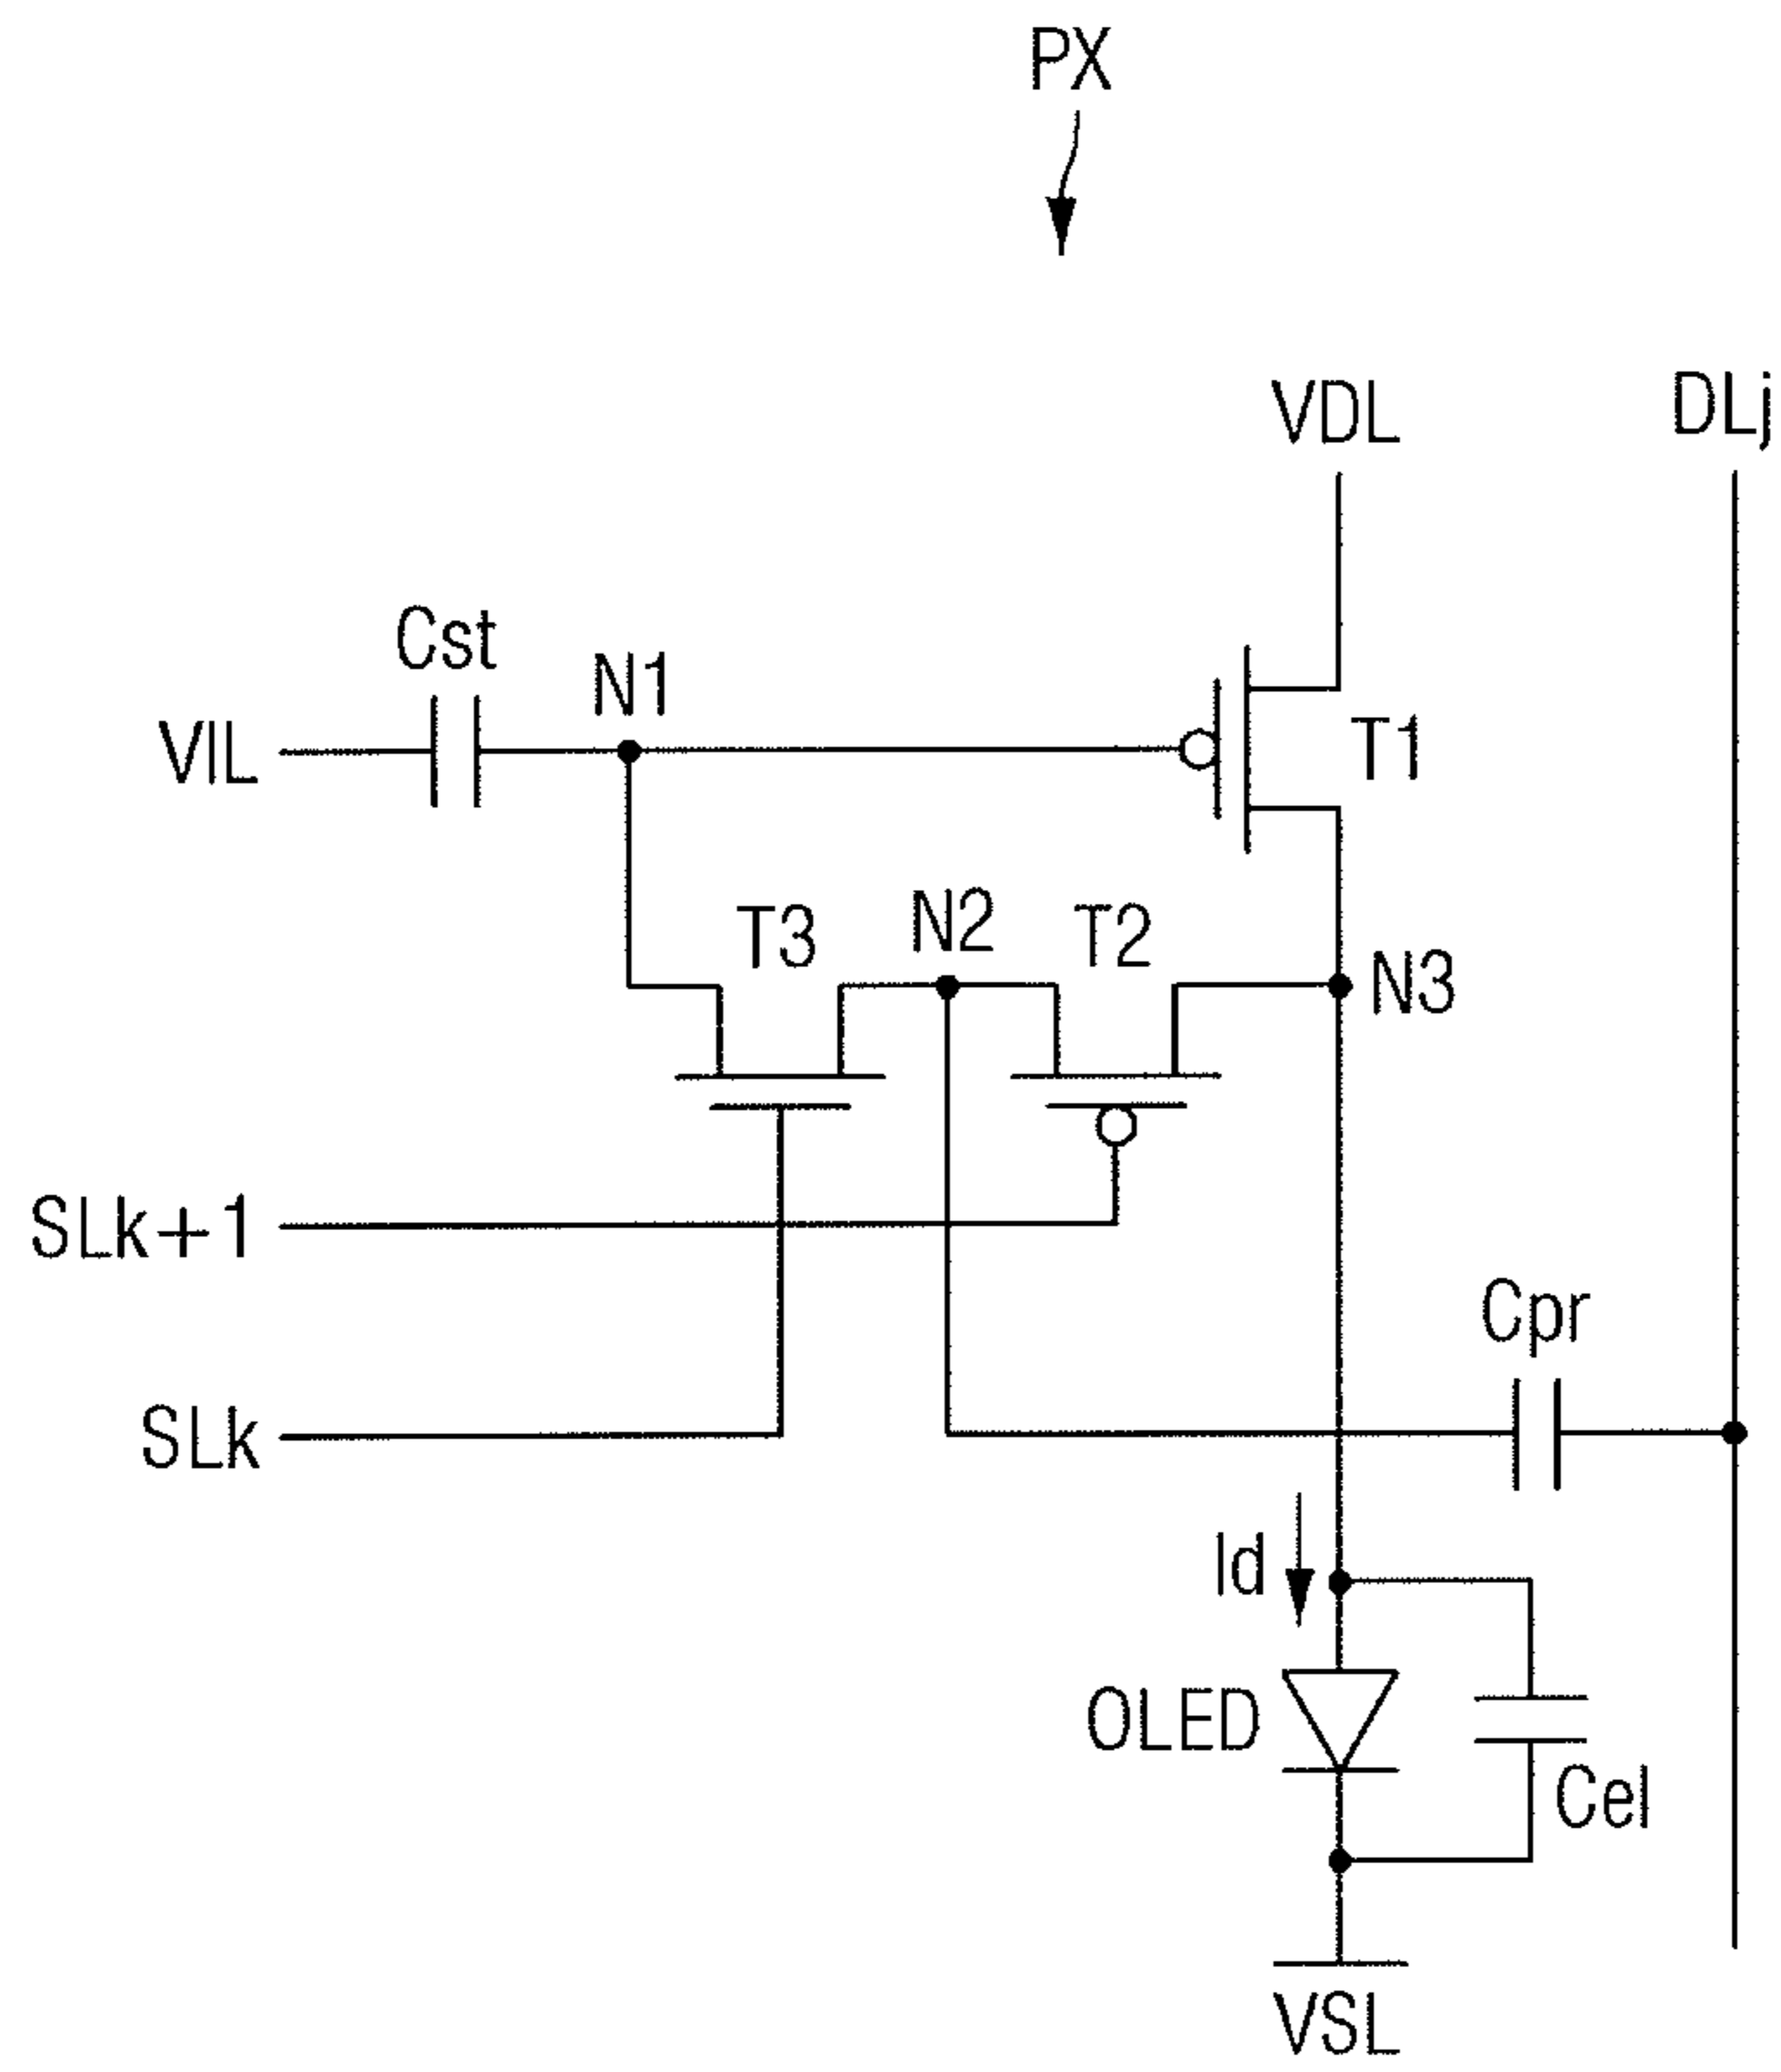 PX
VDL
DLj
Cst
N1
VIL
T1
T3
N2
T2
N3
SLk+1
Cpr
SLk
Id
OLED
Cel
VSL